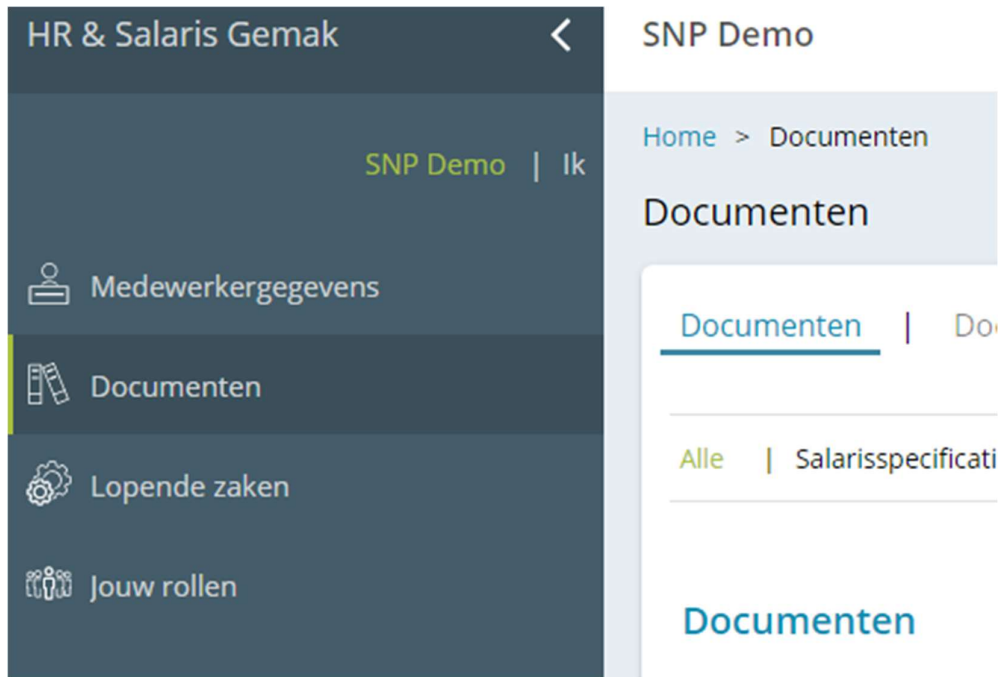 HR & Salaris Gemak
SNP Demo | Ik
Medewerkergegevens
Documenten
Lopende zaken
Jouw rollen
SNP Demo
Home > Documenten
Documenten
Documenten |
Alle |
Documenten